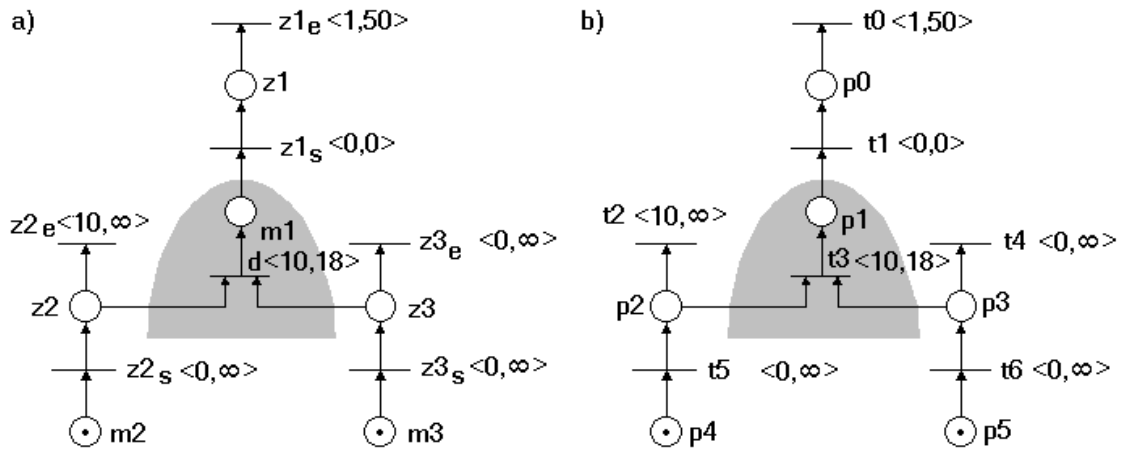 a)
z1e <1,50>
z1
z1s <0,0>
z2e <10,∞>
m1
z3e <0,∞>
d <10,18>
z2
z3
z2s <0,∞>
z3s <0,∞>
m2
m3
b)
t0 <1,50>
p0
t1 <0,0>
t2 <10,∞>
p1
t4 <0,∞>
t3 <10,18>
p2
p3
t5 <0,∞>
t6 <0,∞>
p4
p5